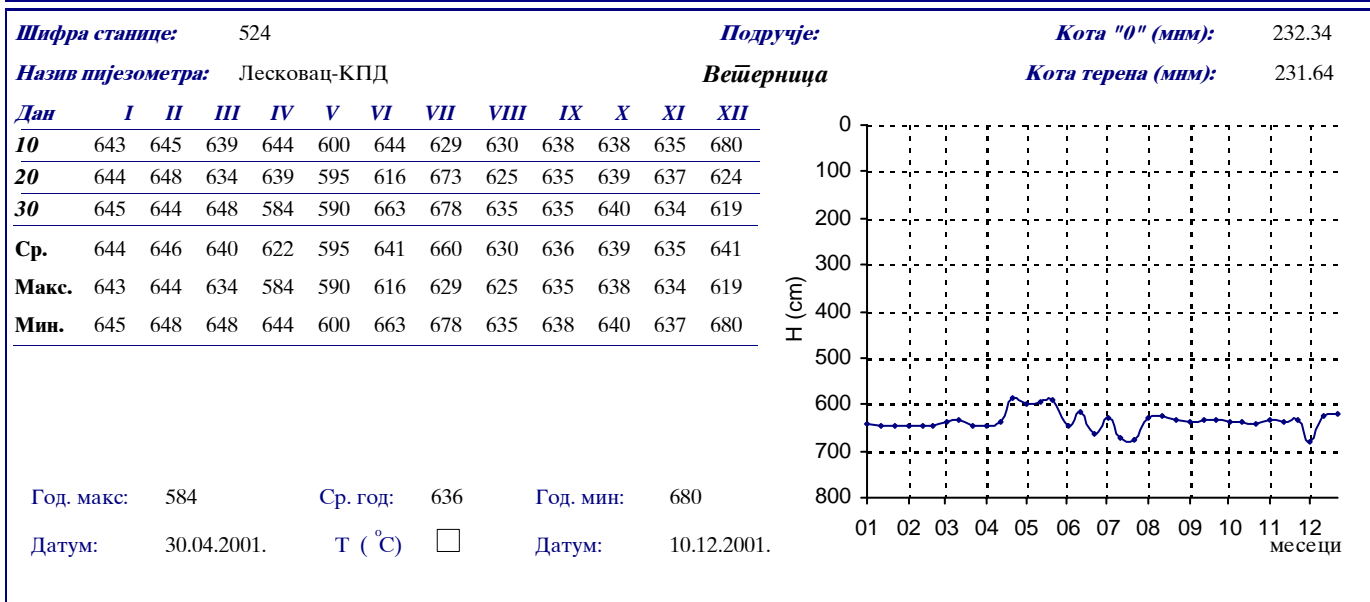 Шифра станице: 524 Подручје: Кота "0" (мнм): 232.34
Назив пијезометра: Лесковац-КПД Ветерница Кота терена (мнм): 231.64
Дан I II III IV V VI VII VIII IX X XI XII
10 643 645 639 644 600 644 629 630 638 638 635 680
20 644 648 634 639 595 616 673 625 635 639 637 624
30 645 644 648 584 590 663 678 635 635 640 634 619
Ср. 644 646 640 622 595 641 660 630 636 639 635 641
Макс. 643 644 634 584 590 616 629 625 635 638 634 619
Мин. 645 648 648 644 600 663 678 635 638 640 637 680
Год. макс: 584 Ср. год: 636 Год. мин: 680
Датум: 30.04.2001. Т ( °C) Датум: 10.12.2001.
H (cm)
0
100
200
300
400
500
600
700
800
01 02 03 04 05 06 07 08 09 10 11 12
месеци